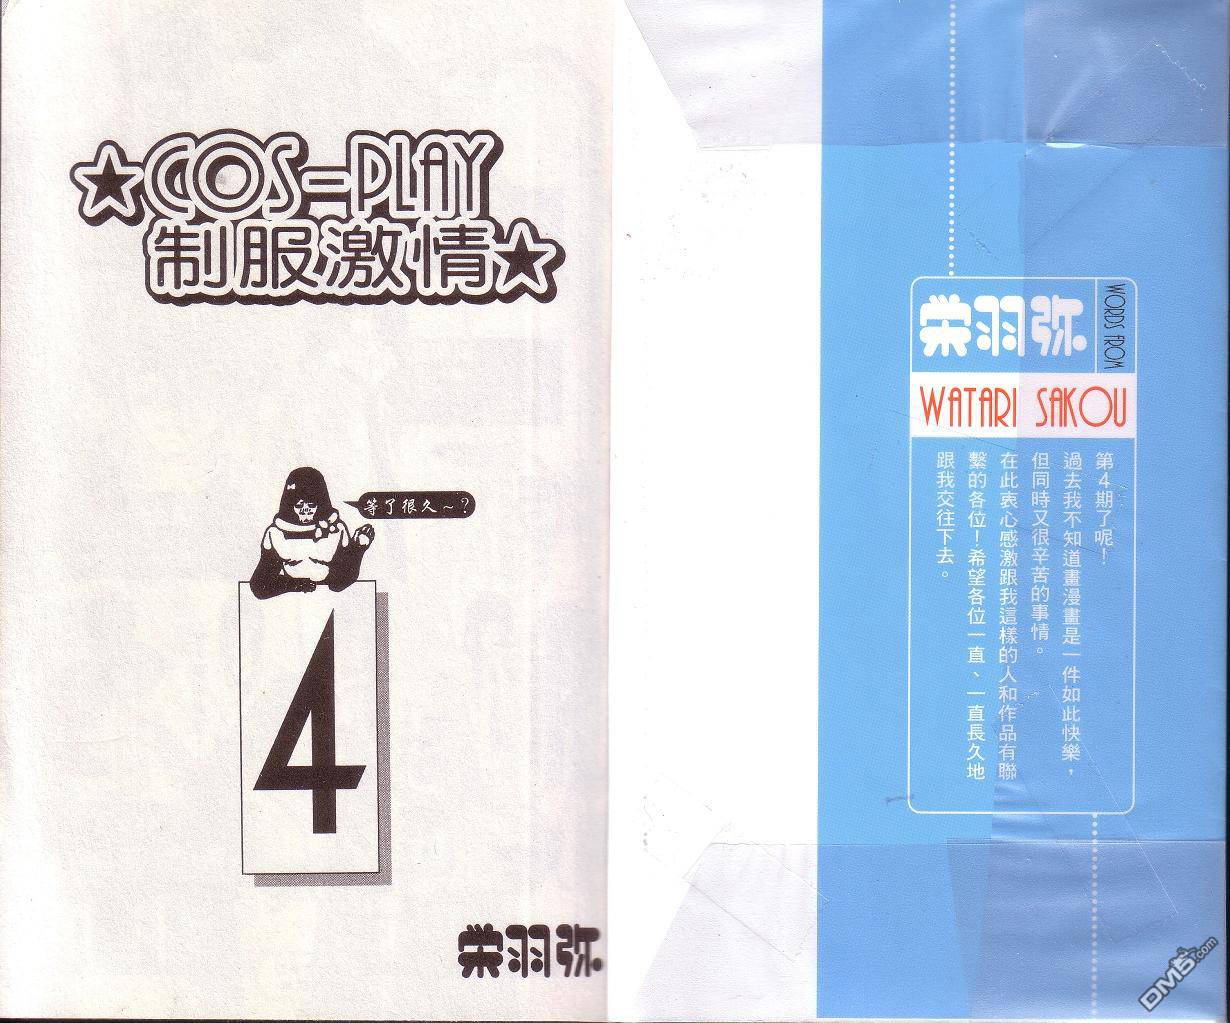 ★COS-PLAY
制服激情★
等了很久～？
4
栄羽弥
WORDS FROM
栄羽弥
WATARI SAKOU
第4期了呢！
過去我不知道畫漫畫是一件如此快樂，
但同時又很辛苦的事情。
在此衷心感激跟我這樣的人和作品有聯
繫的各位！希望各位一直、一直長久地
跟我交往下去。
DM5.com